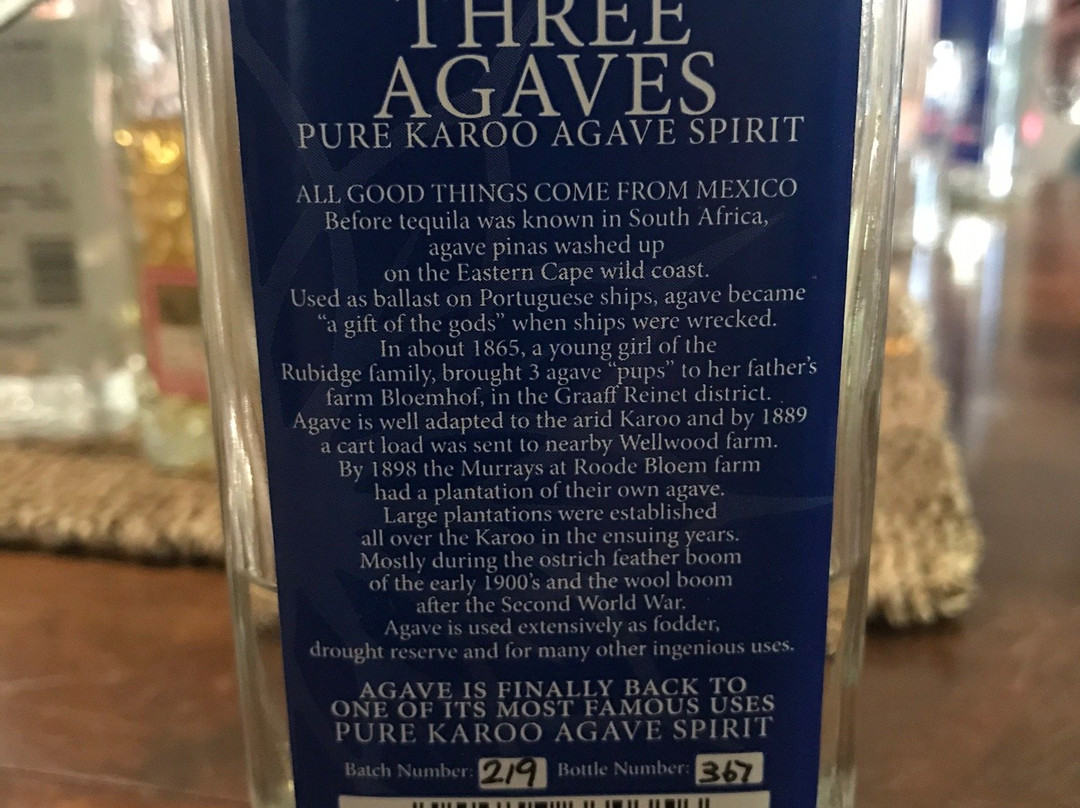 THREE
AGAVES
PURE KAROO AGAVE SPIRIT
ALL GOOD THINGS COME FROM MEXICO
Before tequila was known in South Africa,
agave pinas washed up
on the Eastern Cape wild coast.
Used as ballast on Portuguese ships, agave became
“a gift of the gods” when ships were wrecked.
In about 1865, a young girl of the
Rubidge family, brought 3 agave “pups” to her father’s
farm Bloemhof, in the Graaff Reinet district.
Agave is well adapted to the arid Karoo and by 1889
a cart load was sent to nearby Wellwood farm.
By 1898 the Murrays at Roode Bloem farm
had a plantation of their own agave.
Large plantations were established
all over the Karoo in the ensuing years.
Mostly during the ostrich feather boom
of the early 1900’s and the wool boom
after the Second World War.
Agave is used extensively as fodder,
drought reserve and for many other ingenious uses.
AGAVE IS FINALLY BACK TO
ONE OF ITS MOST FAMOUS USES
PURE KAROO AGAVE SPIRIT
Batch Number: 219 Bottle Number: 367